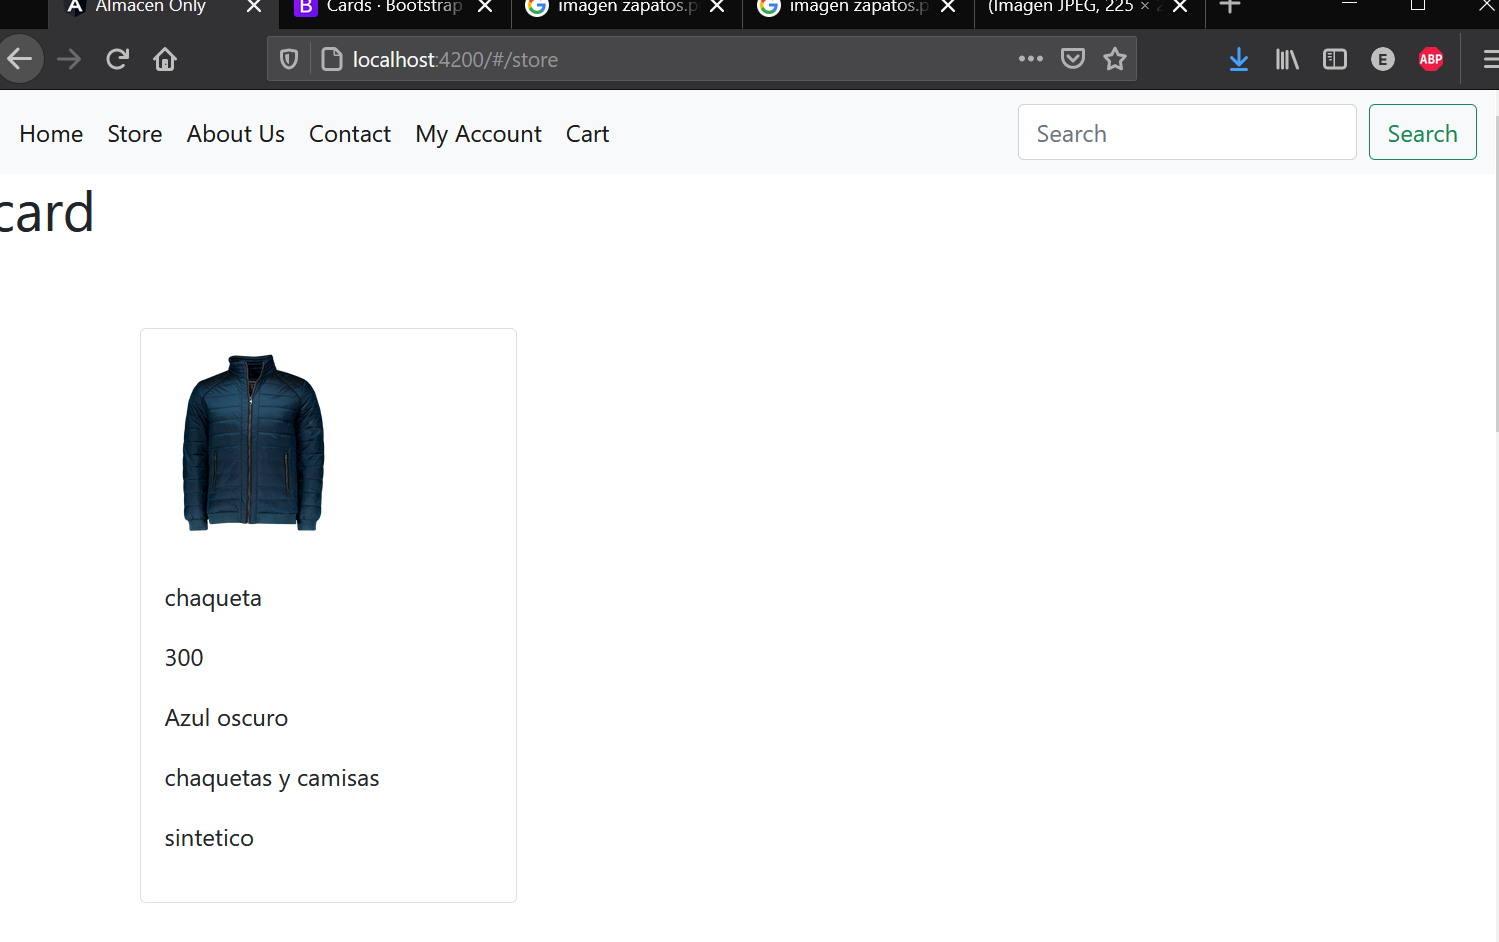 Almacen Only
Cards · Bootstrap
imagen zapatos.p
imagen zapatos.p
(Imagen JPEG, 225 ×
localhost:4200/#/store
E
ABP
Home Store About Us Contact My Account Cart
Search
Search
card
chaqueta
300
Azul oscuro
chaquetas y camisas
sintetico